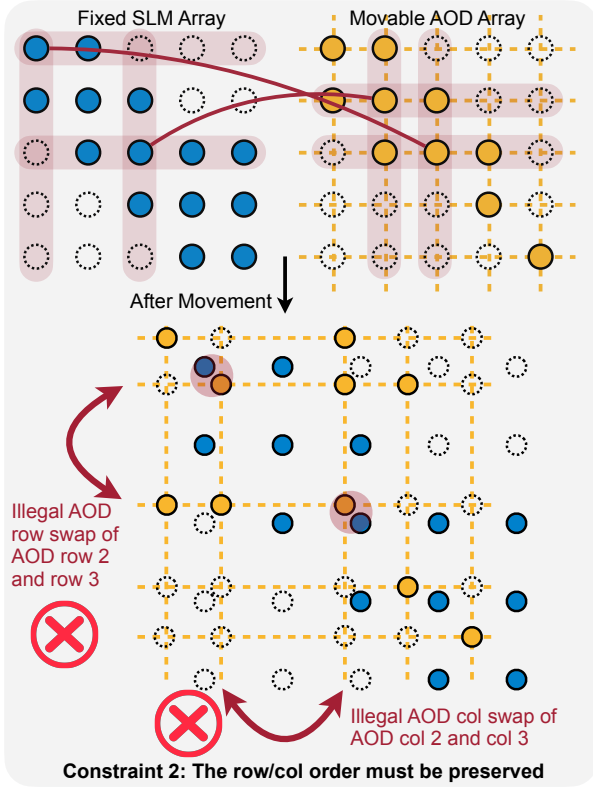 Fixed SLM Array
Movable AOD Array
After Movement
Illegal AOD
row swap of
AOD row 2
and row 3
Illegal AOD col swap of
AOD col 2 and col 3
Constraint 2: The row/col order must be preserved